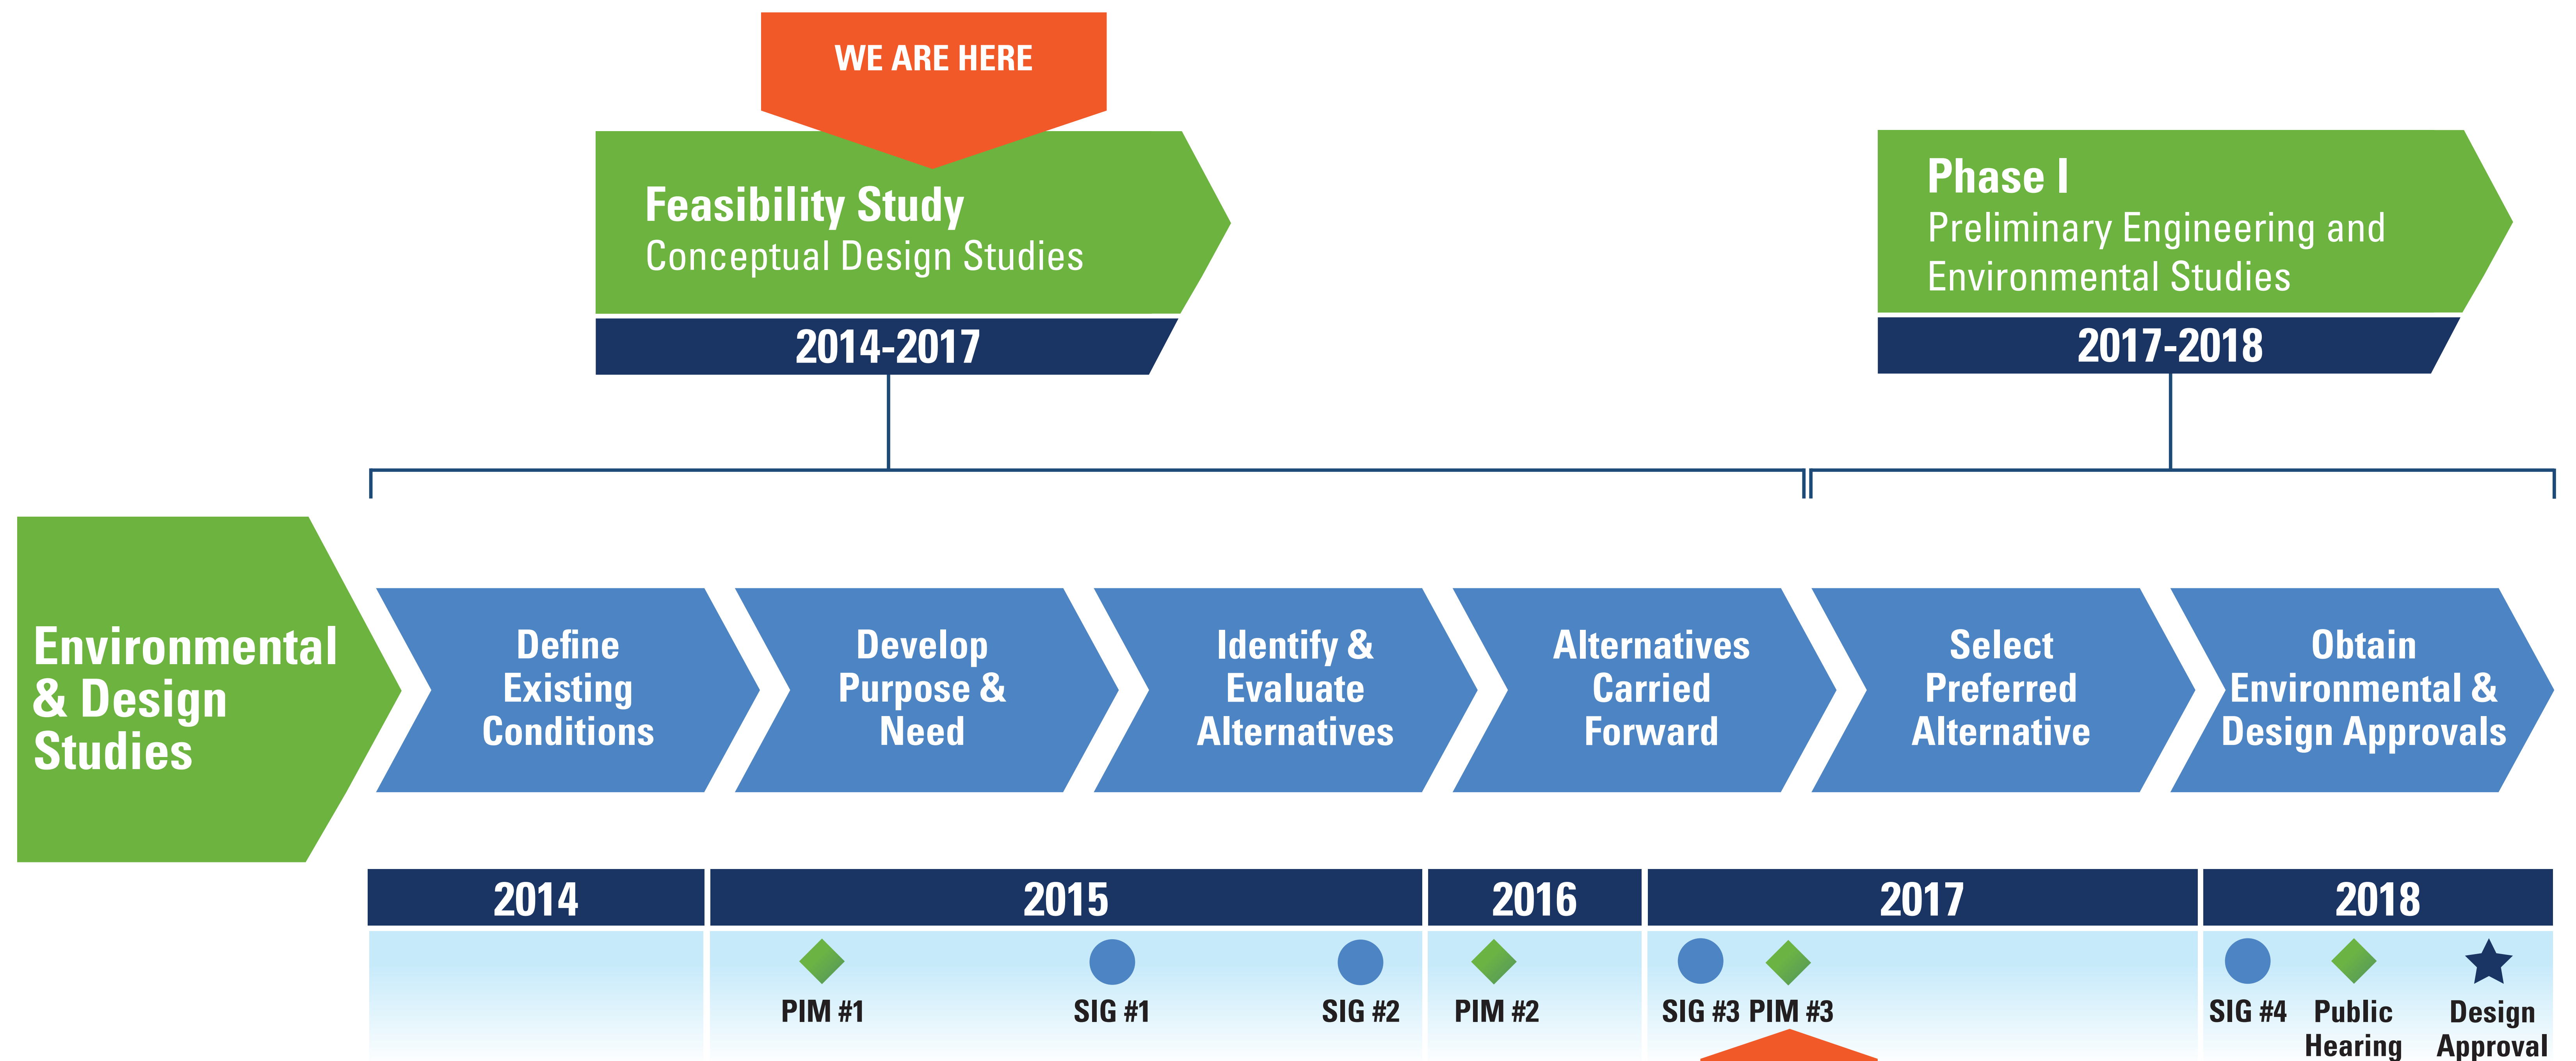 WE ARE HERE
Feasibility Study
Conceptual Design Studies
2014-2017
Phase I
Preliminary Engineering and
Environmental Studies
2017-2018
Environmental
& Design
Studies
Define
Existing
Conditions
Develop
Purpose &
Need
Identify &
Evaluate
Alternatives
Alternatives
Carried
Forward
Select
Preferred
Alternative
Obtain
Environmental &
Design Approvals
2014
2015
2016
2017
2018
PIM #1
SIG #1
SIG #2
PIM #2
SIG #3
PIM #3
SIG #4
Public
Hearing
Design
Approval